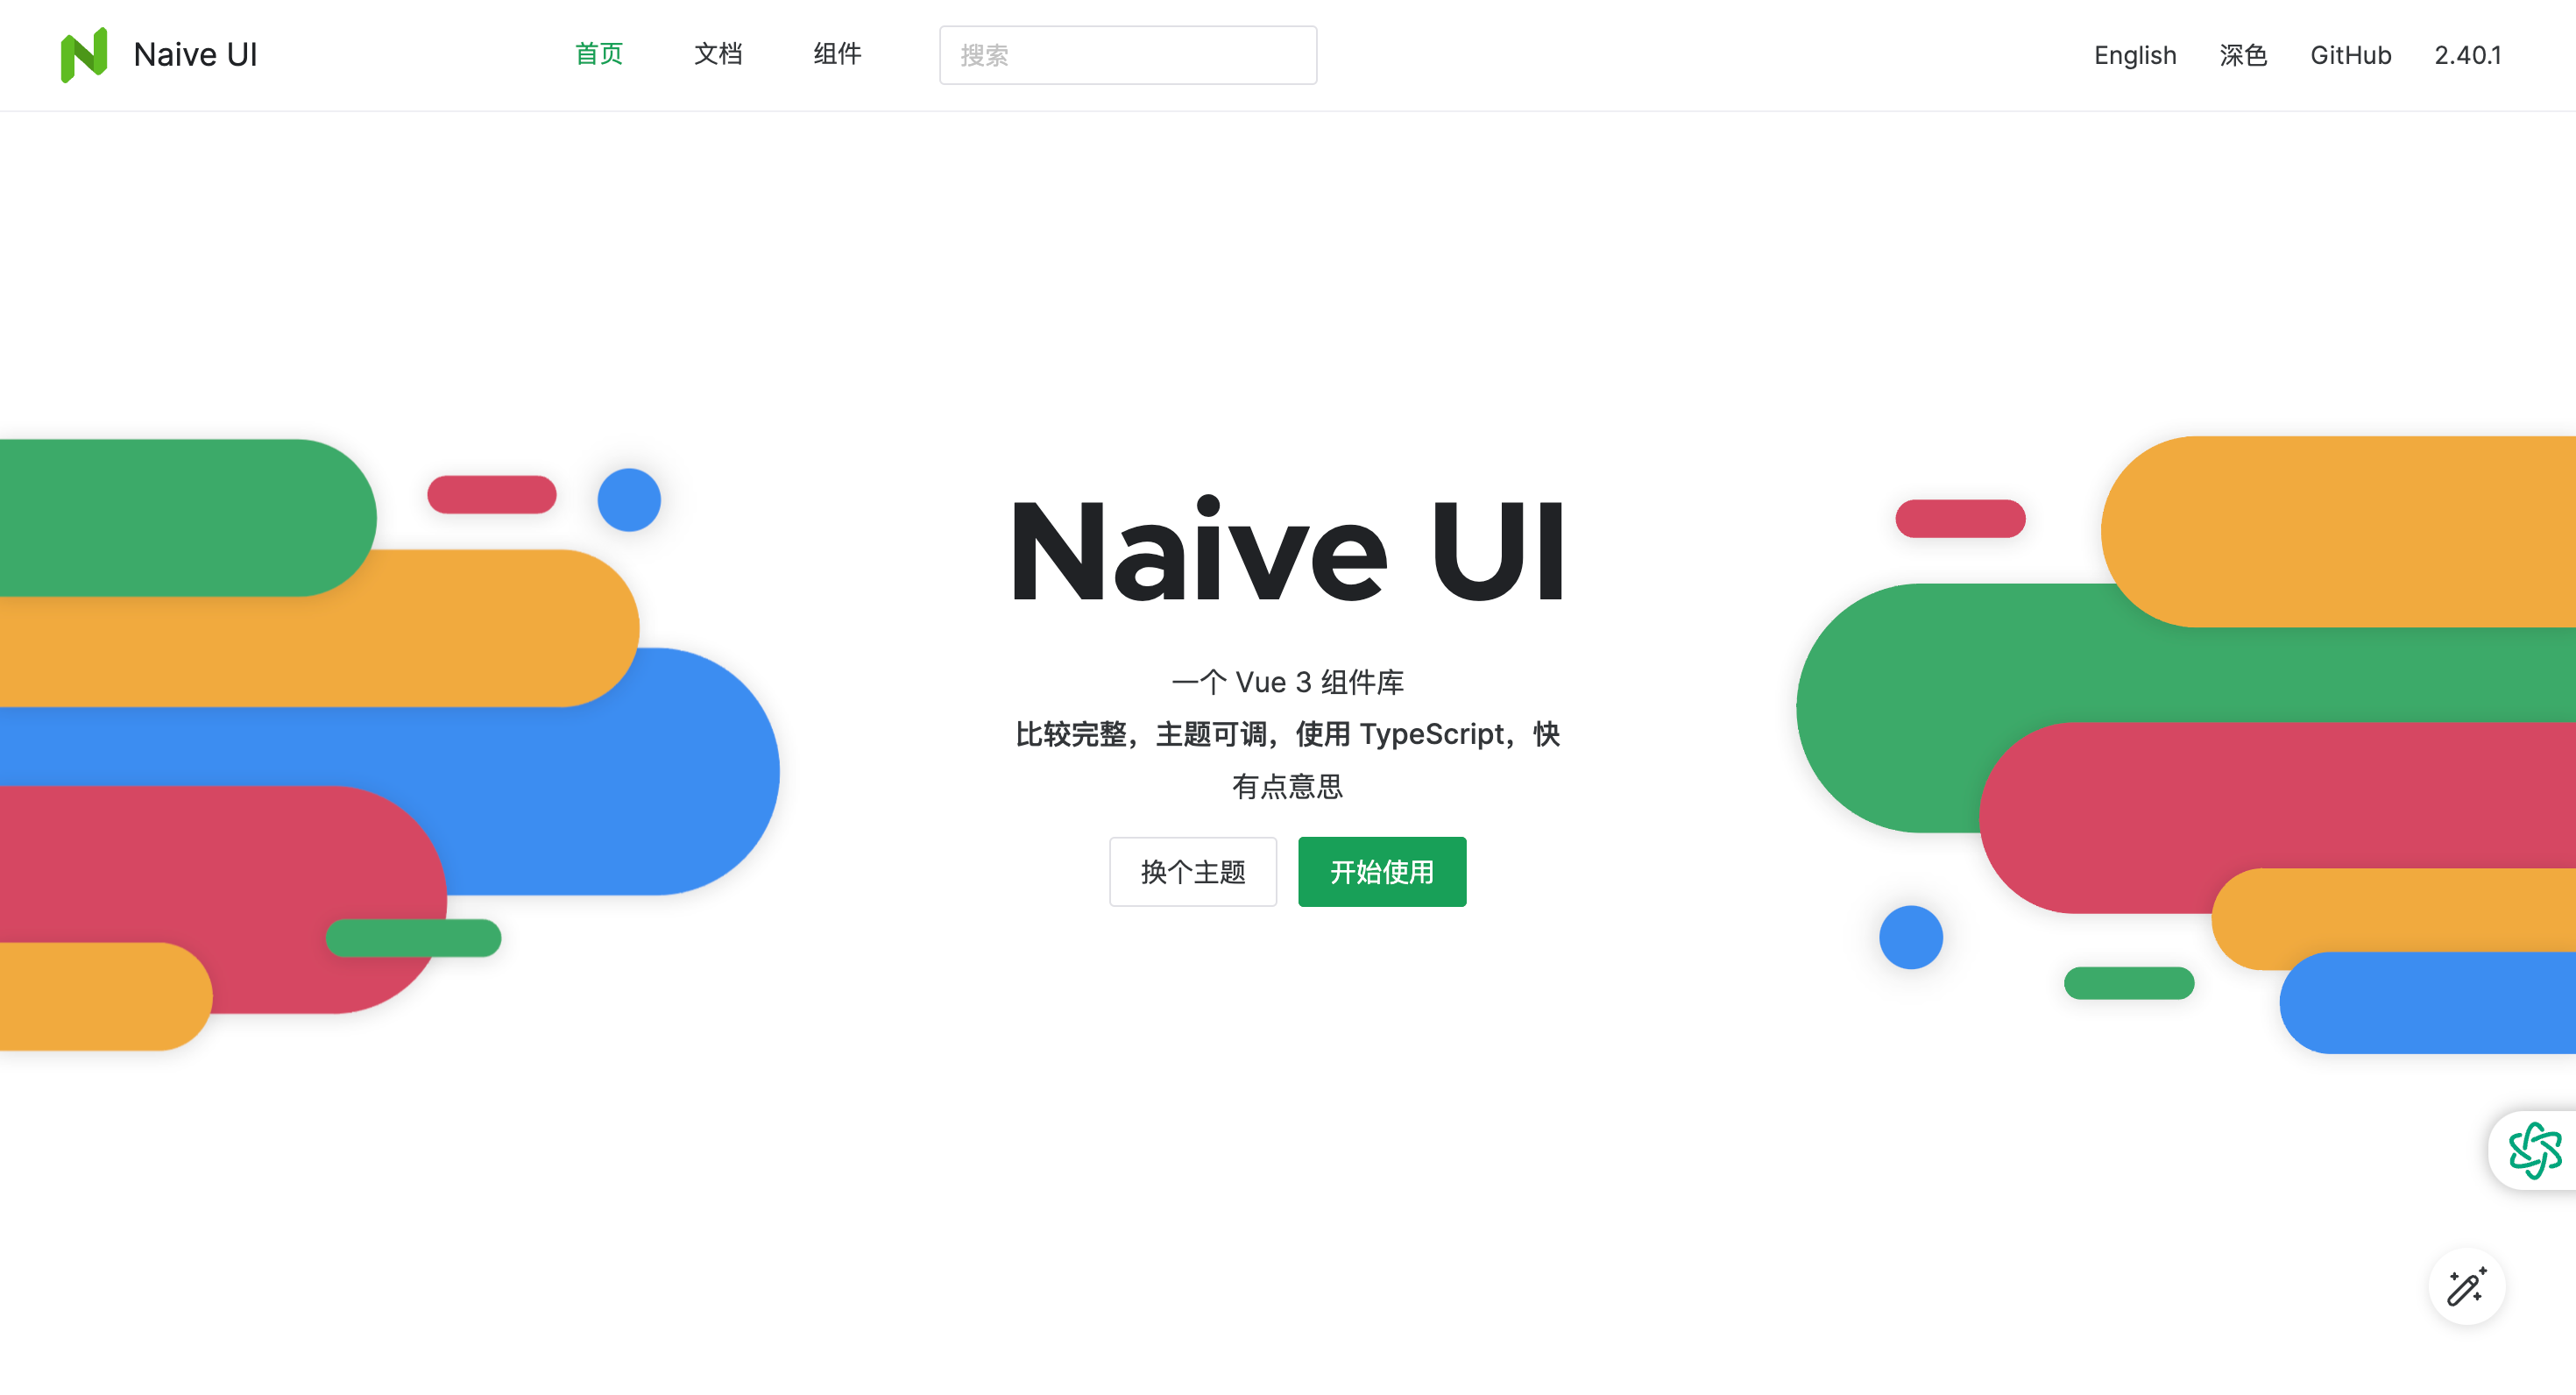 Naive UI
首页
文档
组件
搜索
English
深色
GitHub
2.40.1
Naive UI
一个 Vue 3 组件库
比较完整，主题可调，使用 TypeScript，快
有点意思
换个主题
开始使用